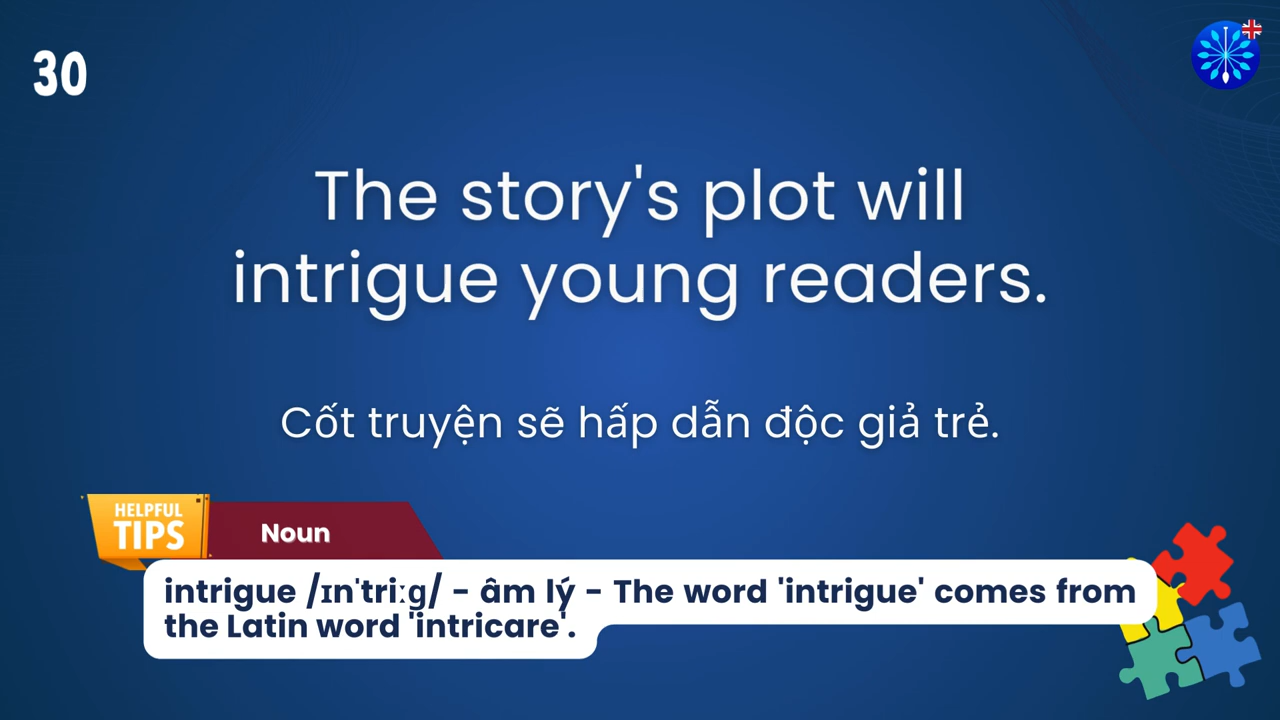 30
The story's plot will
intrigue young readers.
Cốt truyện sẽ hấp dẫn độc giả trẻ.
HELPFUL
TIPS
Noun
intrigue /ɪnˈtriːɡ/ - âm lý - The word 'intrigue' comes from
the Latin word 'intricare'.